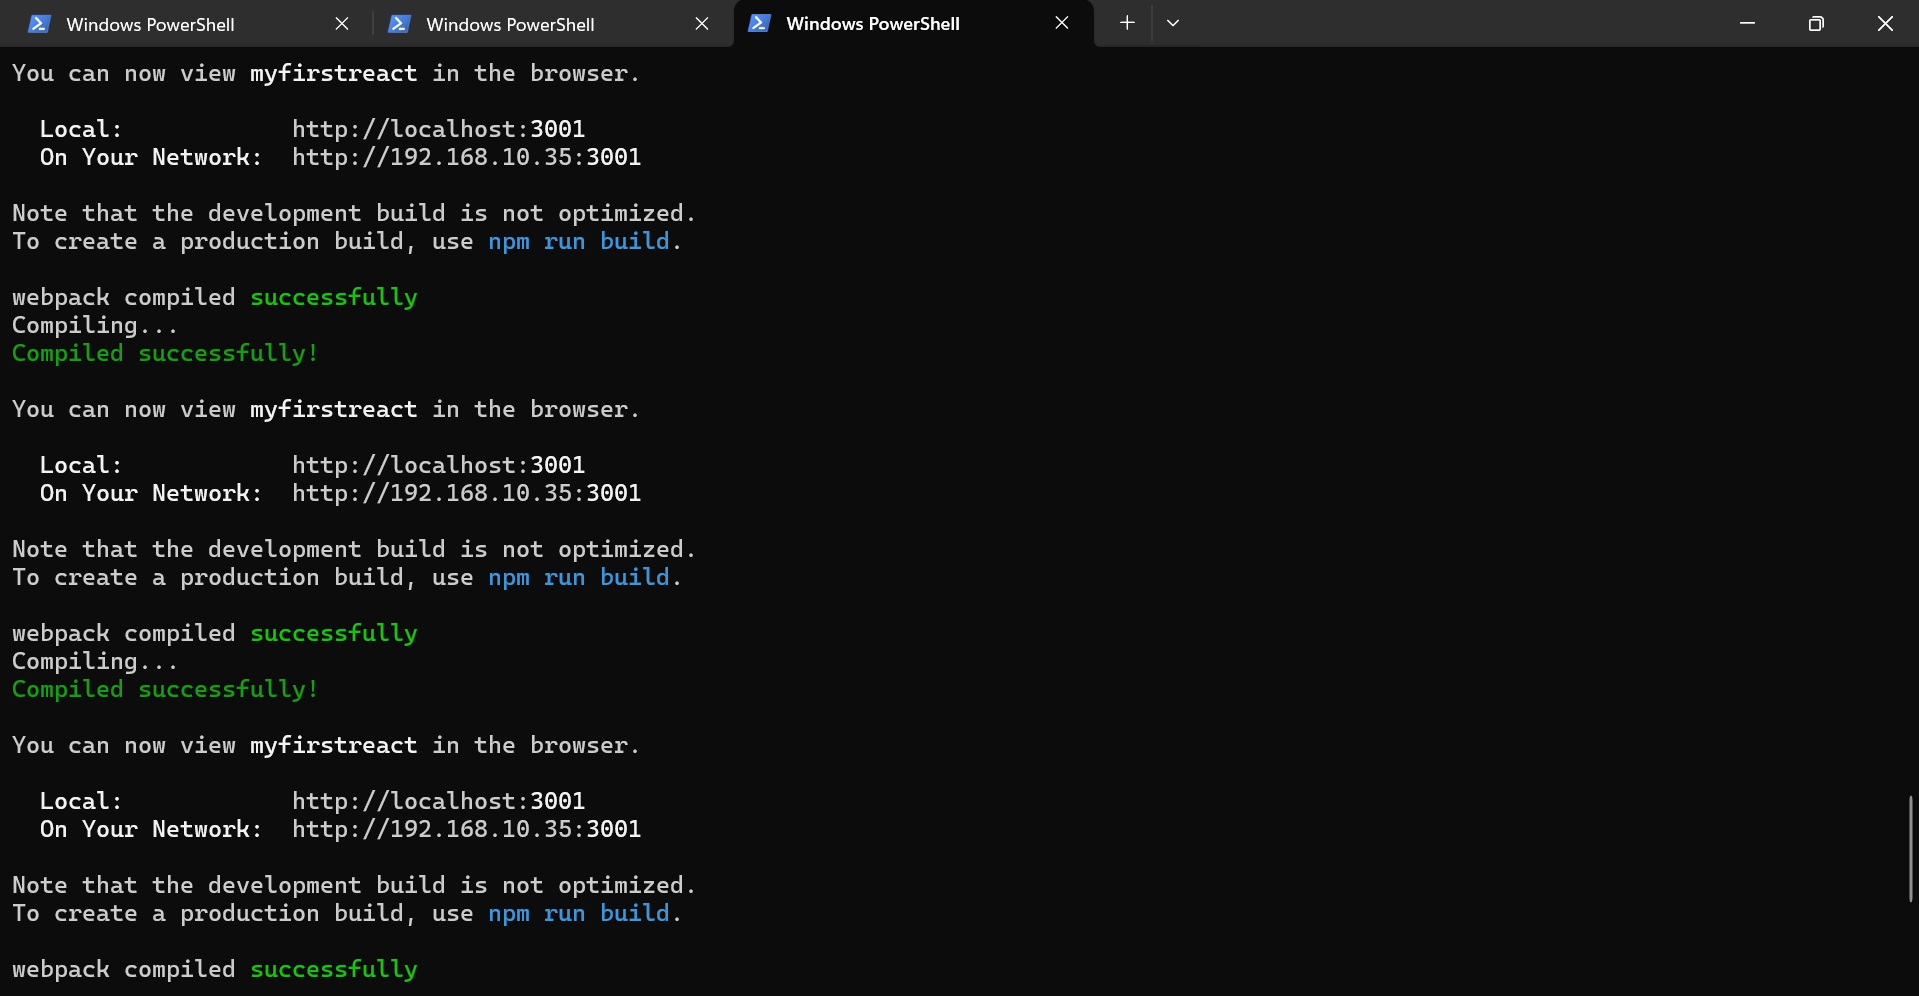 Windows PowerShell
Windows PowerShell
Windows PowerShell
You can now view myfirstreact in the browser.
Local: http://localhost:3001
On Your Network: http://192.168.10.35:3001
Note that the development build is not optimized.
To create a production build, use npm run build.
webpack compiled successfully
Compiling...
Compiled successfully!
You can now view myfirstreact in the browser.
Local: http://localhost:3001
On Your Network: http://192.168.10.35:3001
Note that the development build is not optimized.
To create a production build, use npm run build.
webpack compiled successfully
Compiling...
Compiled successfully!
You can now view myfirstreact in the browser.
Local: http://localhost:3001
On Your Network: http://192.168.10.35:3001
Note that the development build is not optimized.
To create a production build, use npm run build.
webpack compiled successfully